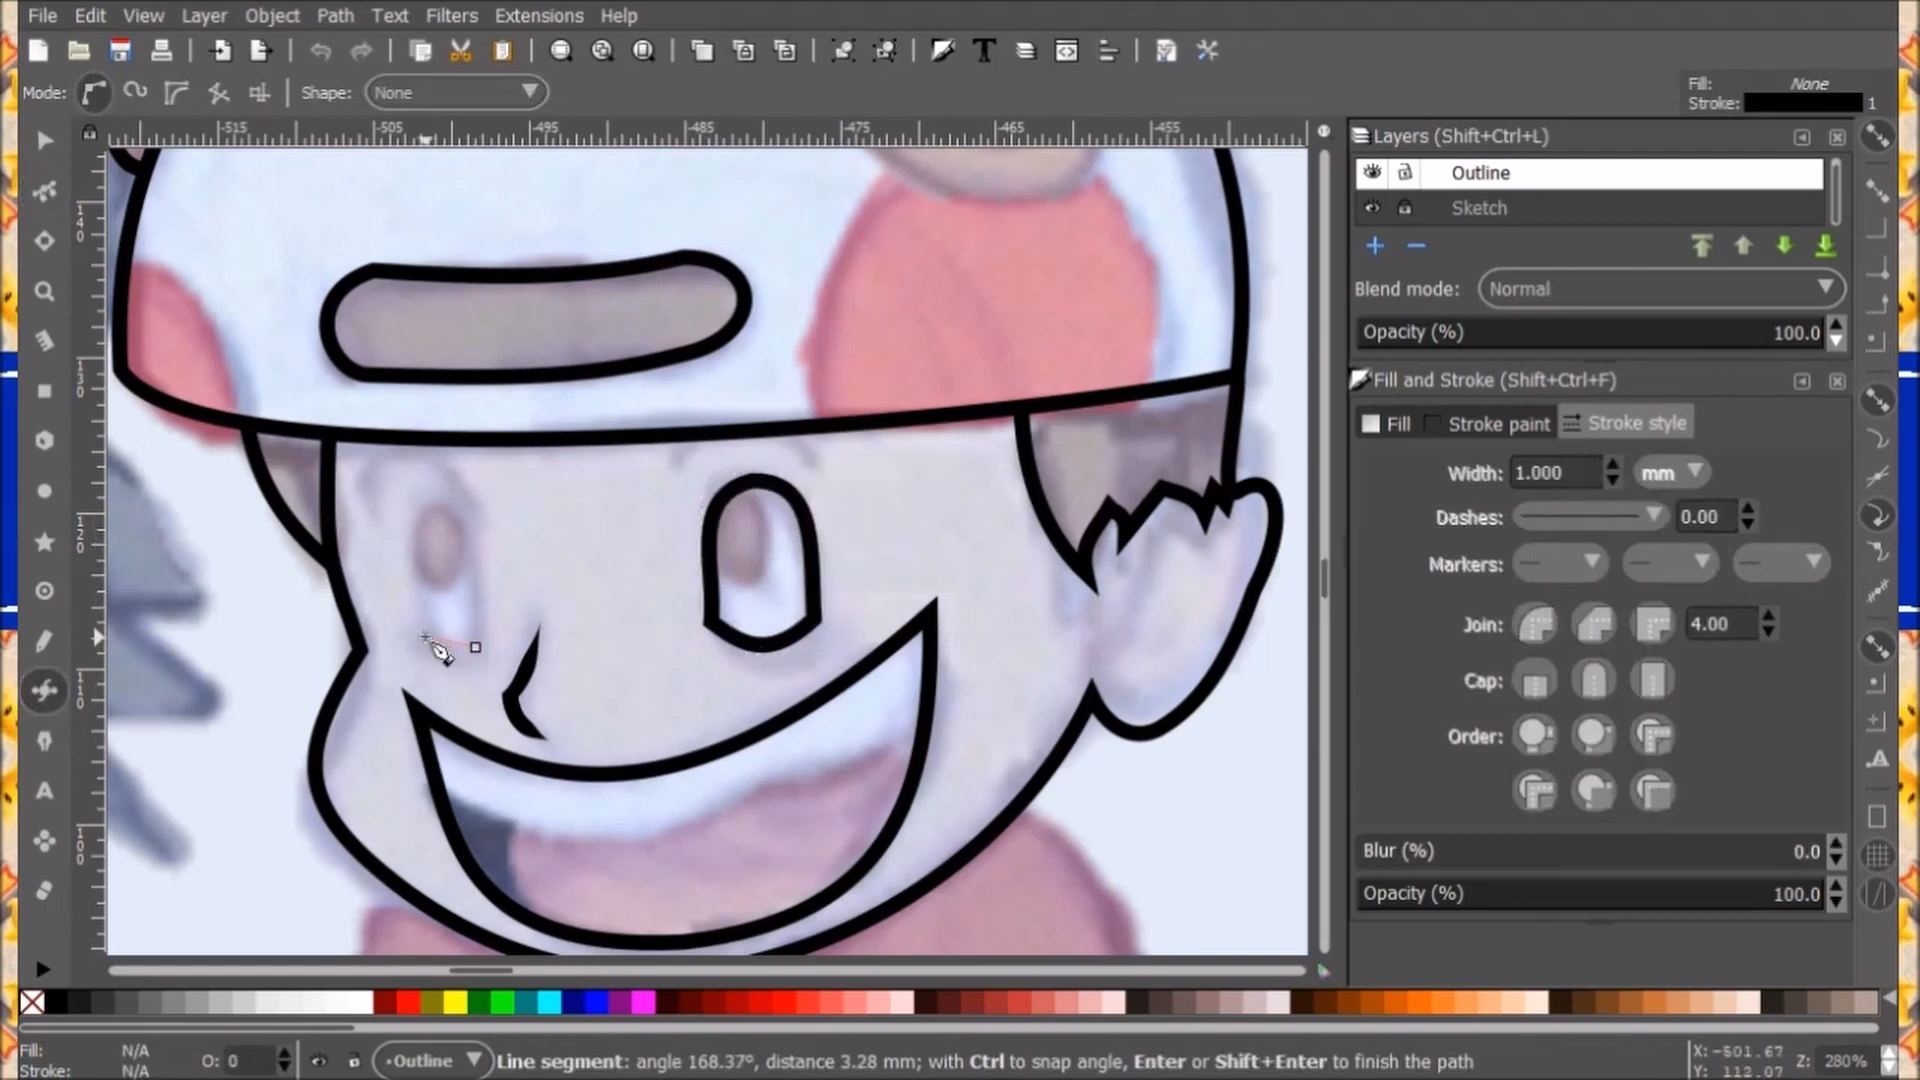 File Edit View Layer Object Path Text Filters Extensions Help
Mode: Shape: None
Fill: None
Stroke: 1
-515 -505 -495 -485 -475 -465 -455
140
130
120
110
100
Layers (Shift+Ctrl+L)
Outline
Sketch
Blend mode: Normal
Opacity (%) 100.0
Fill and Stroke (Shift+Ctrl+F)
Fill Stroke paint Stroke style
Width: 1.000 mm
Dashes: 0.00
Markers:
Join: 4.00
Cap:
Order:
Blur (%) 0.0
Opacity (%) 100.0
Fill: N/A
Stroke: N/A
O: 0
•Outline
Line segment: angle 168.37°, distance 3.28 mm; with Ctrl to snap angle, Enter or Shift+Enter to finish the path
X: -501.67
Y: 112.07
Z: 280%